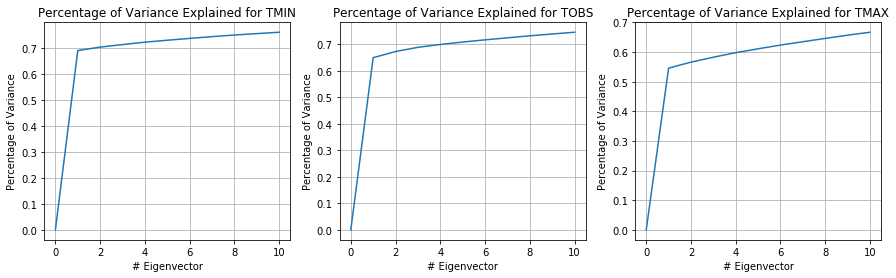 Percentage of Variance Explained for TMIN
Percentage of Variance
0.7
0.6
0.5
0.4
0.3
0.2
0.1
0.0
0 2 4 6 8 10
# Eigenvector
Percentage of Variance Explained for TOBS
Percentage of Variance
0.7
0.6
0.5
0.4
0.3
0.2
0.1
0.0
0 2 4 6 8 10
# Eigenvector
Percentage of Variance Explained for TMAX
Percentage of Variance
0.7
0.6
0.5
0.4
0.3
0.2
0.1
0.0
0 2 4 6 8 10
# Eigenvector